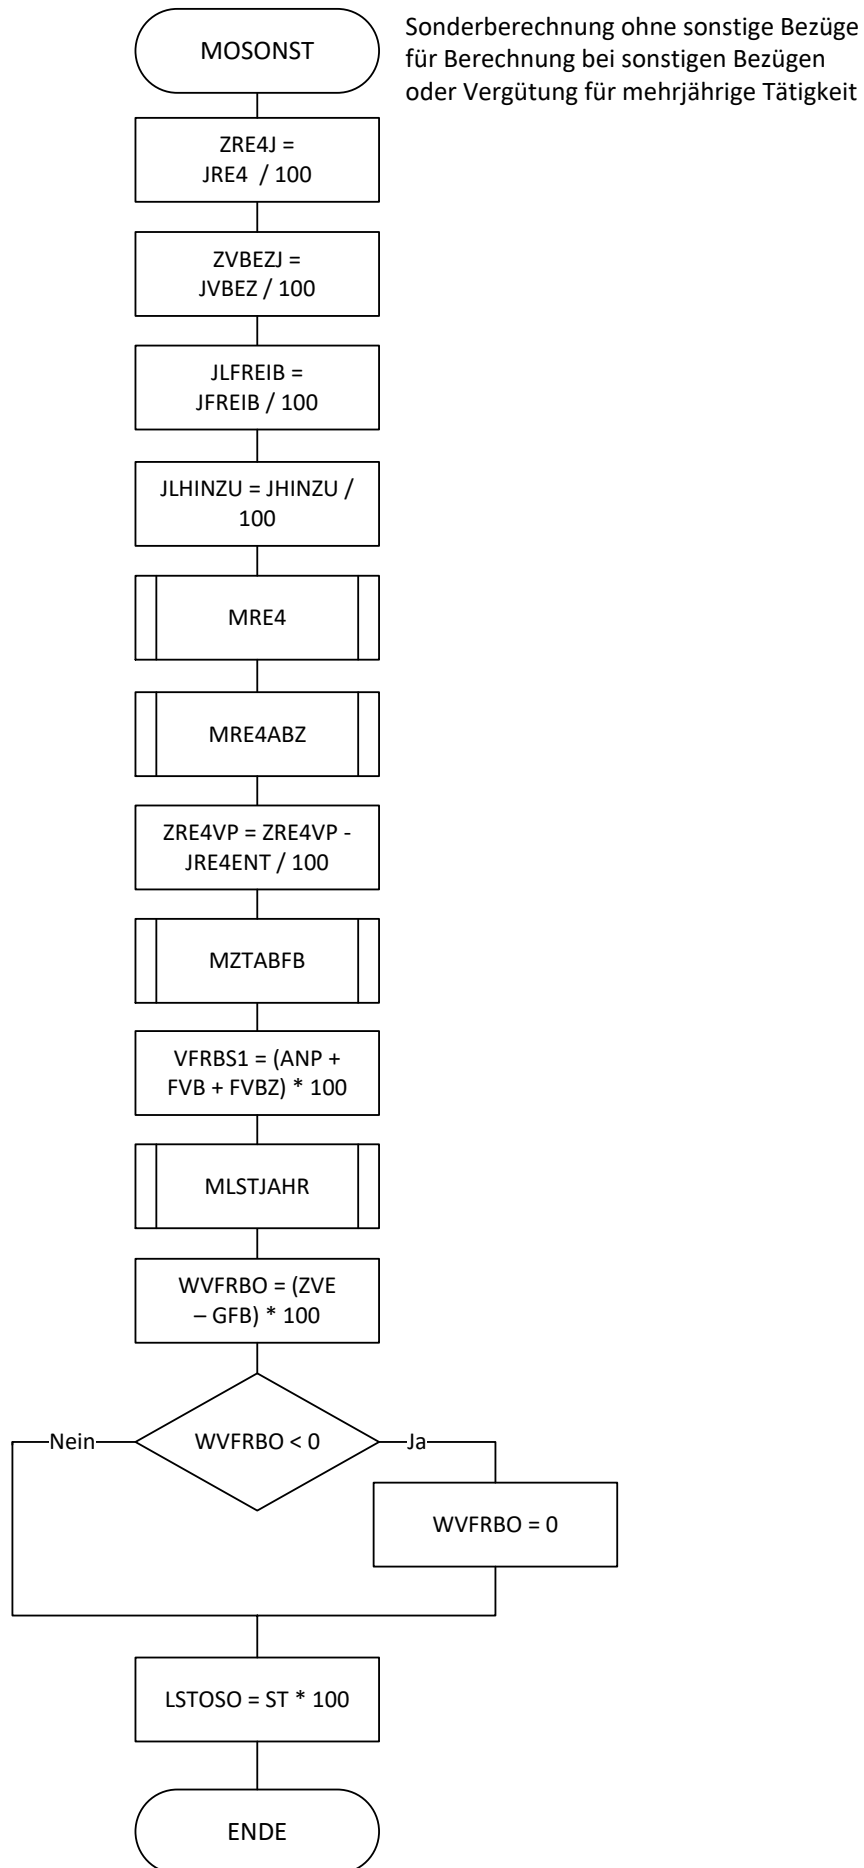 MOSONST
Sonderberechnung ohne sonstige Bezüge
für Berechnung bei sonstigen Bezügen
oder Vergütung für mehrjährige Tätigkeit
ZRE4J =
JRE4 / 100
ZVBEZJ =
JVBEZ / 100
JLFREIB =
JFREIB / 100
JLHINZU = JHINZU /
100
MRE4
MRE4ABZ
ZRE4VP = ZRE4VP -
JRE4ENT / 100
MZTABFB
VFRBS1 = (ANP +
FVB + FVBZ) * 100
MLSTJAHR
WVFRBO = (ZVE
– GFB) * 100
Nein
WVFRBO < 0
Ja
WVFRBO = 0
LSTOSO = ST * 100
ENDE